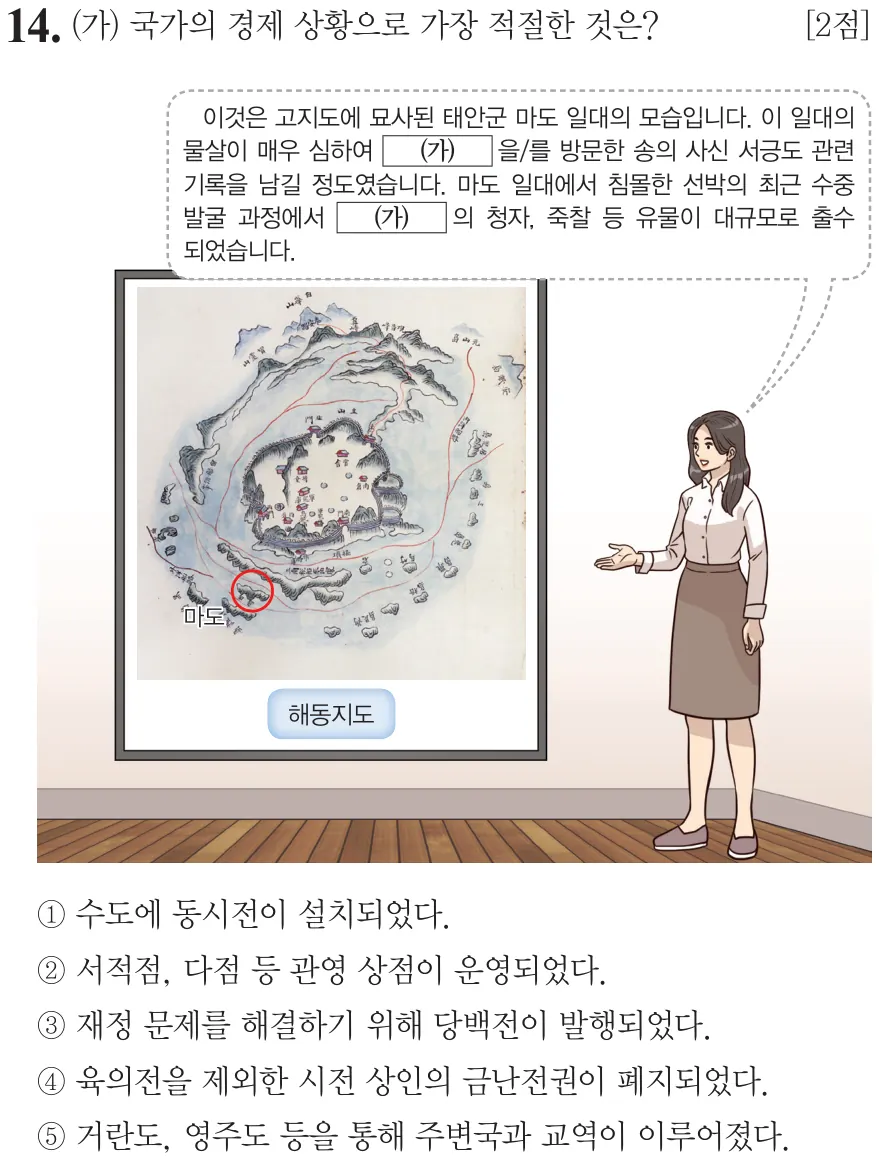 14. (가) 국가의 경제 상황으로 가장 적절한 것은? [2점]
이것은 고지도에 묘사된 태안군 마도 일대의 모습입니다. 이 일대의
물살이 매우 심하여 (가) 을/를 방문한 송의 사신 서긍도 관련
기록을 남길 정도였습니다. 마도 일대에서 침몰한 선박의 최근 수중
발굴 과정에서 (가) 의 청자, 죽찰 등 유물이 대규모로 출수
되었습니다.
마도
해동지도
① 수도에 동시전이 설치되었다.
② 서적점, 다점 등 관영 상점이 운영되었다.
③ 재정 문제를 해결하기 위해 당백전이 발행되었다.
④ 육의전을 제외한 시전 상인의 금난전권이 폐지되었다.
⑤ 거란도, 영주도 등을 통해 주변국과 교역이 이루어졌다.